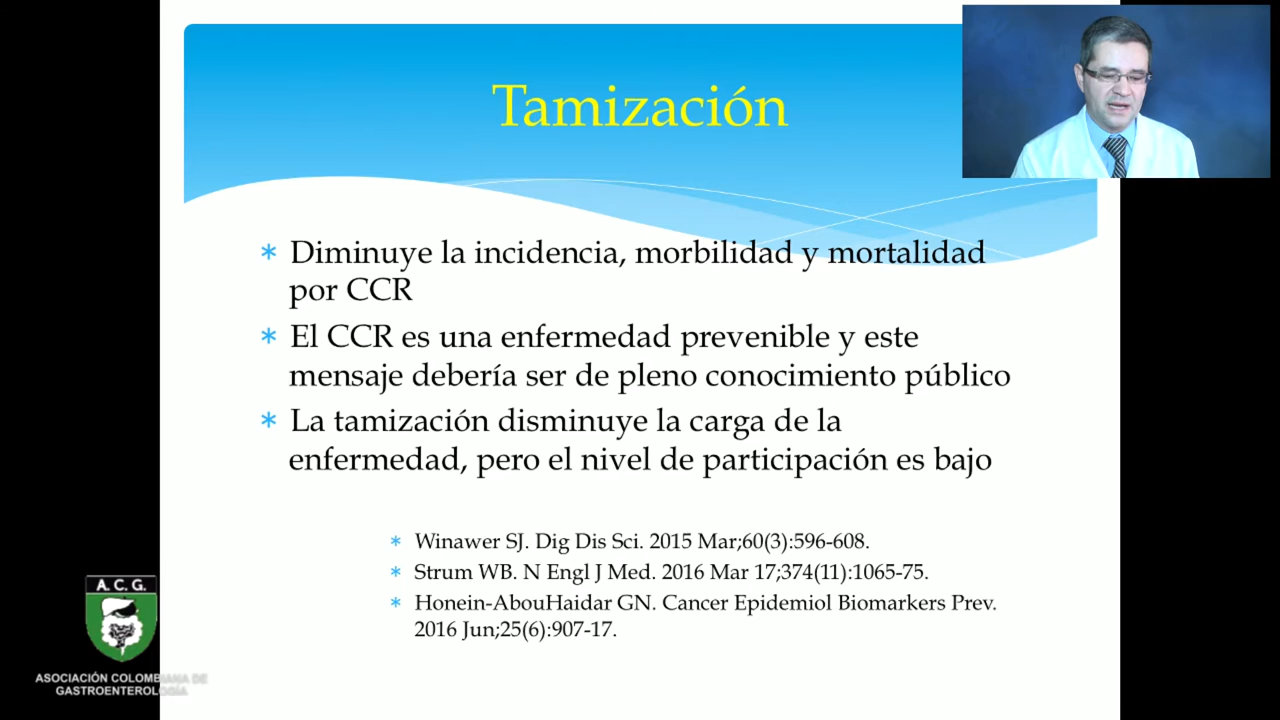 Tamización
* Diminuye la incidencia, morbilidad y mortalidad
por CCR
* El CCR es una enfermedad prevenible y este
mensaje debería ser de pleno conocimiento público
* La tamización disminuye la carga de la
enfermedad, pero el nivel de participación es bajo
* Winawer SJ. Dig Dis Sci. 2015 Mar;60(3):596-608.
* Strum WB. N Engl J Med. 2016 Mar 17;374(11):1065-75.
* Honein-AbouHaidar GN. Cancer Epidemiol Biomarkers Prev.
2016 Jun;25(6):907-17.
A. C. G.
ASOCIACIÓN COLOMBIANA DE
GASTROENTEROLOGÍA